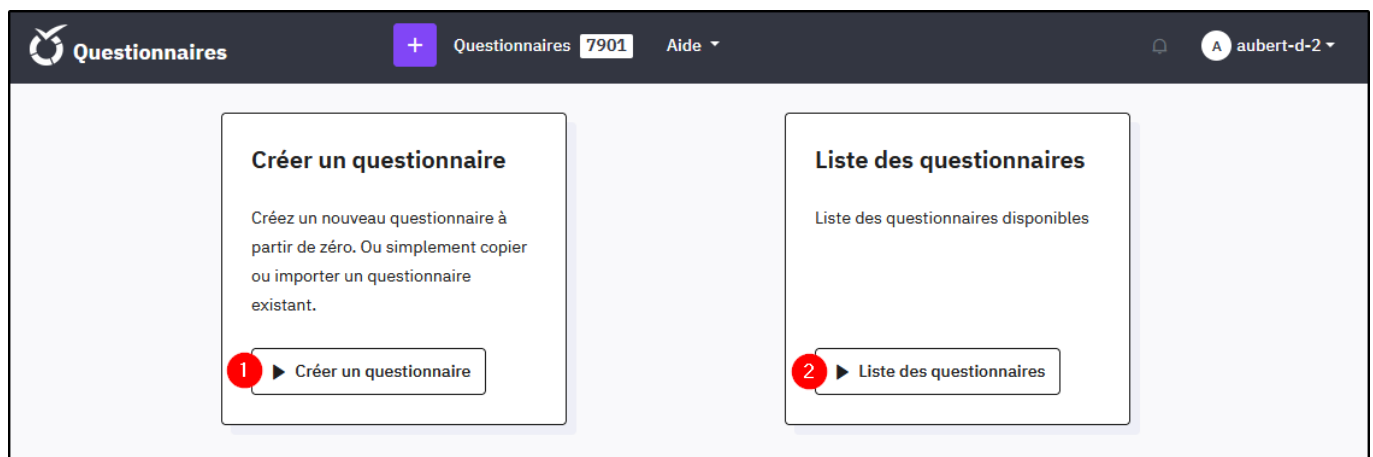 Questionnaires
+ Questionnaires 7901 Aide
A aubert-d-2
Créer un questionnaire
Créez un nouveau questionnaire à
partir de zéro. Ou simplement copier
ou importer un questionnaire
existant.
1 Créer un questionnaire
Liste des questionnaires
Liste des questionnaires disponibles
2 Liste des questionnaires